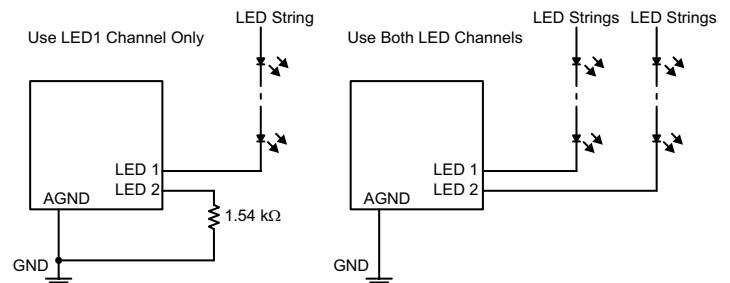 LED String
Use LED1 Channel Only
LED 1
LED 2
AGND
1.54 kΩ
GND
LED Strings LED Strings
Use Both LED Channels
LED 1
LED 2
AGND
GND